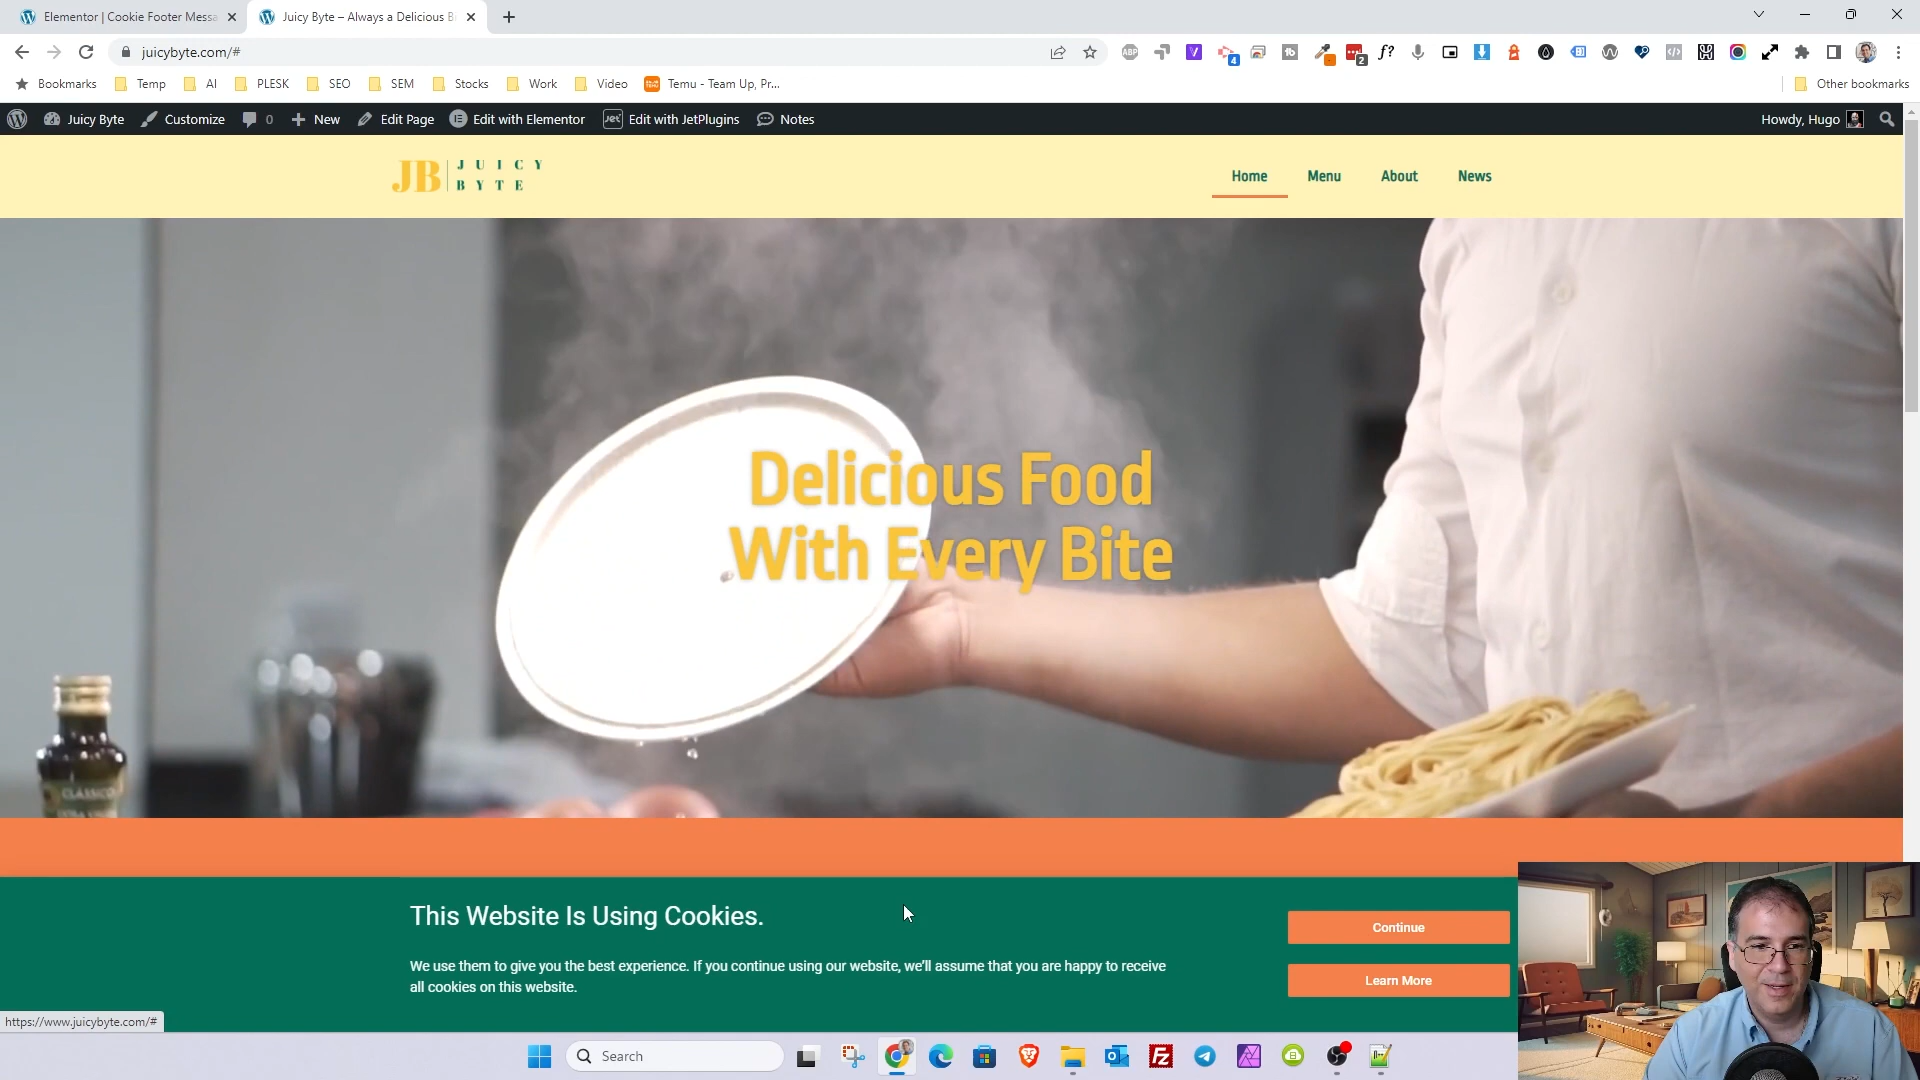 Elementor | Cookie Footer Messa
Juicy Byte – Always a Delicious B
juicybyte.com/#
ABP
4
2
f?
Bookmarks
Temp
AI
PLESK
SEO
SEM
Stocks
Work
Video
Temu - Team Up, Pr...
Other bookmarks
Juicy Byte
Customize
0
New
Edit Page
Edit with Elementor
Jet
Edit with JetPlugins
Notes
Howdy, Hugo
JB
JUICY
BYTE
Home
Menu
About
News
Delicious Food
With Every Bite
CLASSICO
This Website Is Using Cookies.
Continue
We use them to give you the best experience. If you continue using our website, we'll assume that you are happy to receive
all cookies on this website.
Learn More
https://www.juicybyte.com/#
Search